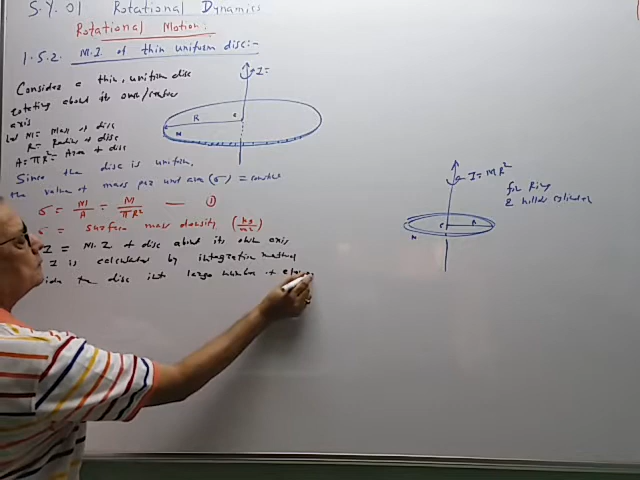 S.Y. 01 Rotational Dynamics
Rotational Motion:
1.5.2. M.I. of thin uniform disc:-
Consider a thin, uniform disc
rotating about its own/centre
axis
Let M= Mass of disc
R= Radius of disc
A= πR²= Area of disc
Since the disc is uniform,
the value of mass per unit area (σ) = constant
σ = M/A = M/πR² — ①
σ = surface mass density (kg/m²)
I = M.I of disc about its own axis
I is calculated by integration method
the disc into large number of
I =
R
C
M
I = MR²
for Ring
& hollow cylinder
C
R
M